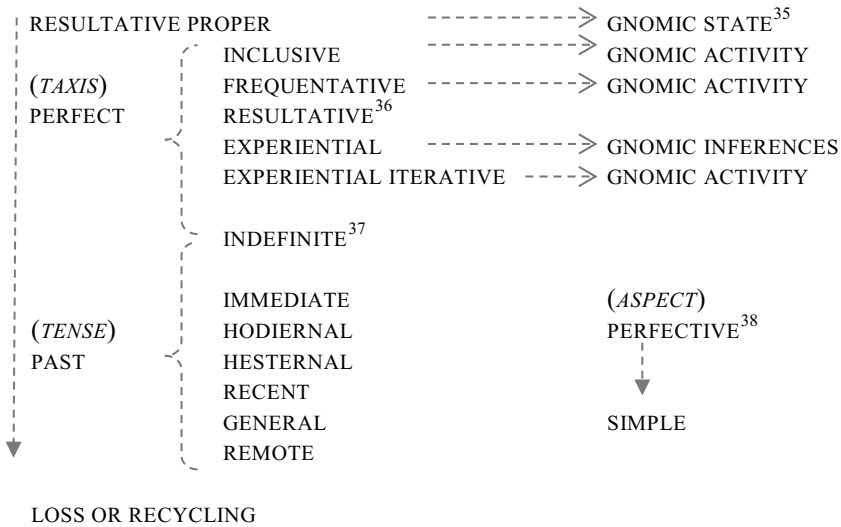 RESULTATIVE PROPER GNOMIC STATE35
INCLUSIVE GNOMIC ACTIVITY
(TAXIS) FREQUENTATIVE GNOMIC ACTIVITY
PERFECT RESULTATIVE36
EXPERIENTIAL GNOMIC INFERENCES
EXPERIENTIAL ITERATIVE GNOMIC ACTIVITY
INDEFINITE37
IMMEDIATE (ASPECT)
(TENSE) HODIERNAL PERFECTIVE38
PAST HESTERNAL
RECENT
GENERAL SIMPLE
REMOTE
LOSS OR RECYCLING